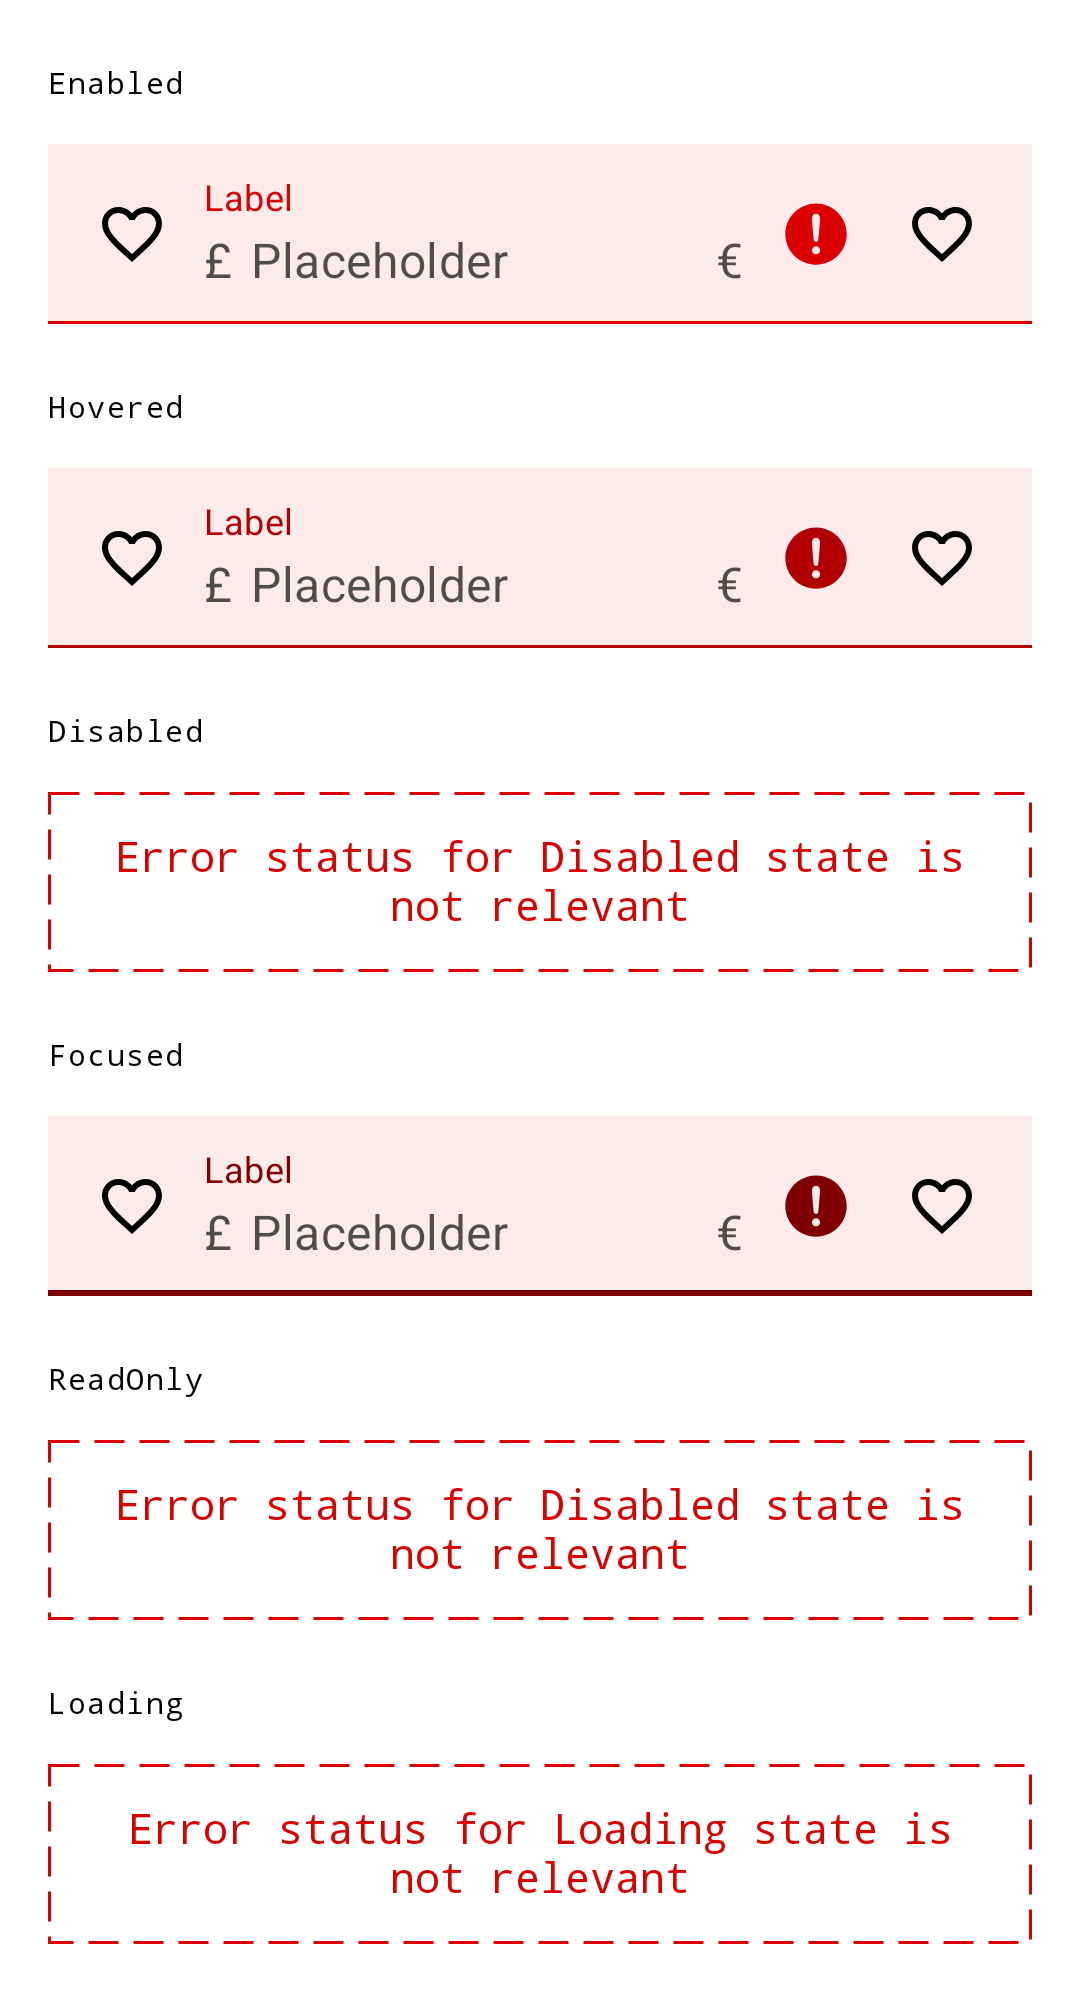 Enabled
Label
£ Placeholder €
Hovered
Label
£ Placeholder €
Disabled
Error status for Disabled state is
not relevant
Focused
Label
£ Placeholder €
ReadOnly
Error status for Disabled state is
not relevant
Loading
Error status for Loading state is
not relevant